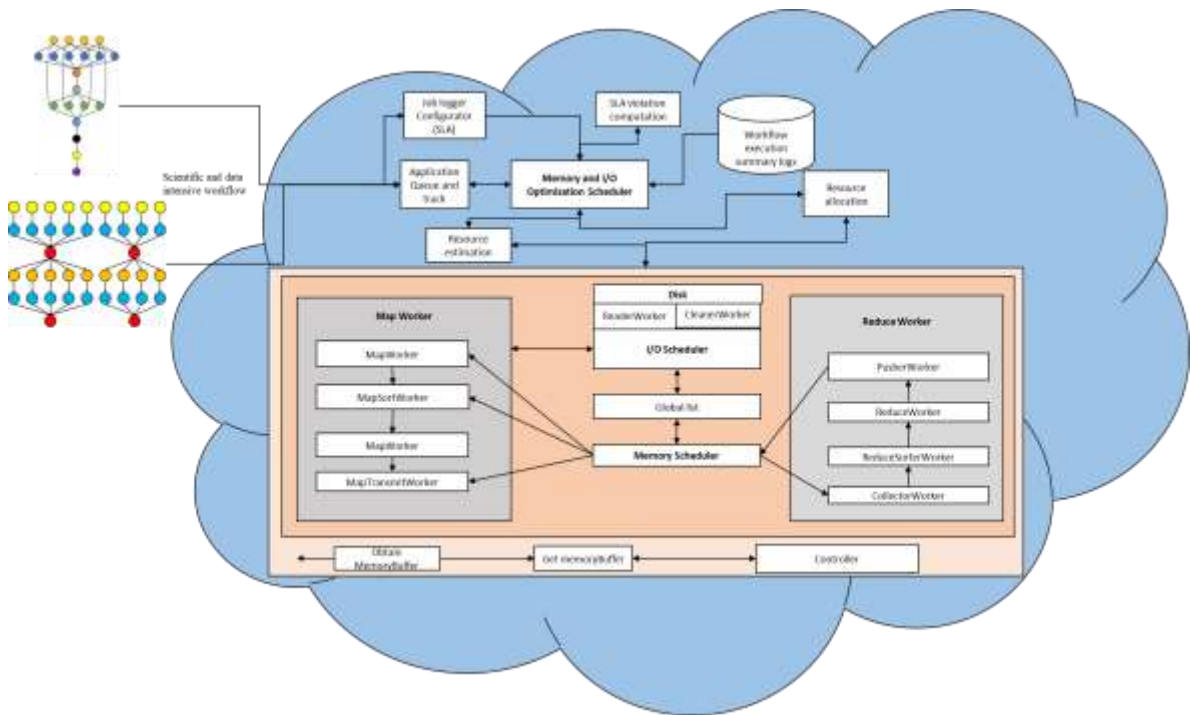 Job logger
Configurator
(SLA)
SLA violation
computation
Workflow
execution
summary logs
Scientific and data
intensive workflow
Application
Queue and
track
Memory and I/O
Optimisation Scheduler
Resource
allocation
Resource
estimation
Disk
ReaderWorker
CleanerWorker
I/O Scheduler
Global list
Memory Scheduler
Map Worker
MapWorker
MapSortWorker
MapWorker
MapTransmitWorker
Reduce Worker
PusherWorker
ReduceWorker
ReduceSorterWorker
CollectorWorker
Obtain
MemoryBuffer
Get memoryBuffer
Controller